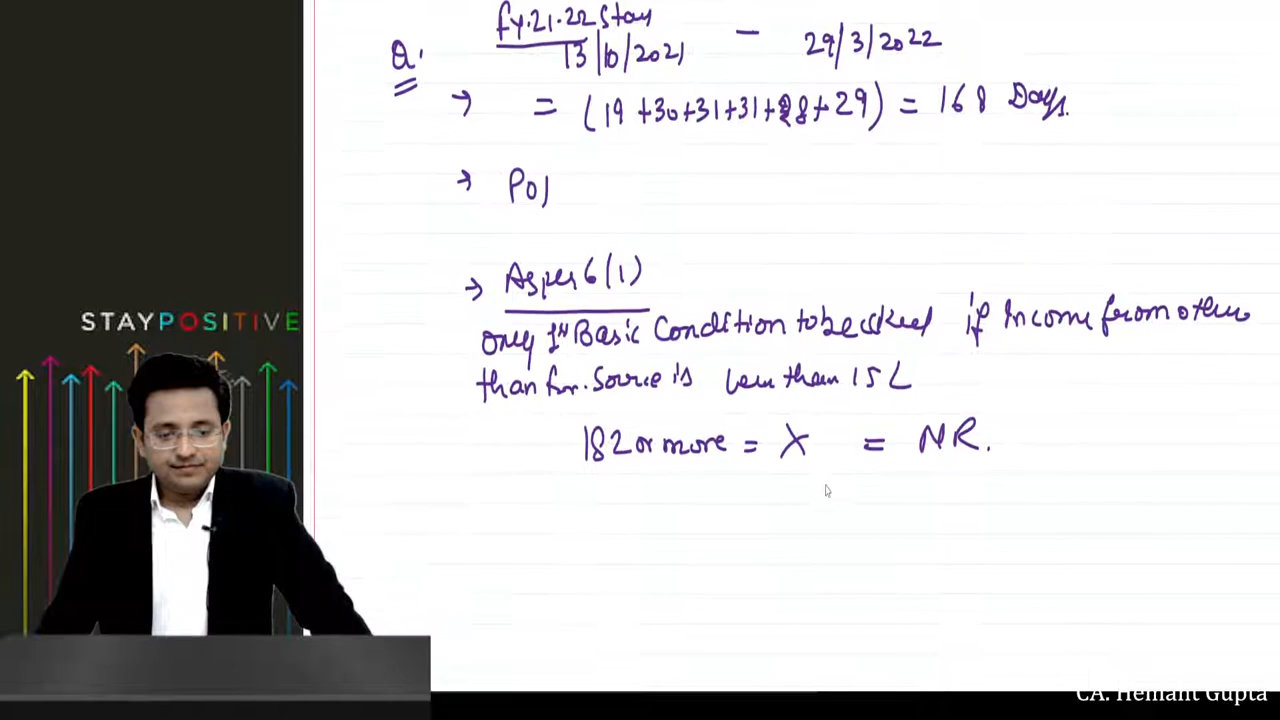 Fy.21.22 Stay
Q. 13/10/2021 - 29/3/2022
→ = (19+30+31+31+28+29) = 168 Days.
→ POI
→ As per 6(1)
only 1st Basic Condition to be if Income from other
than for. Source is less than 15 L
182 or more = X = NR.
STAYPOSITIVE
CA. Hemant Gupta